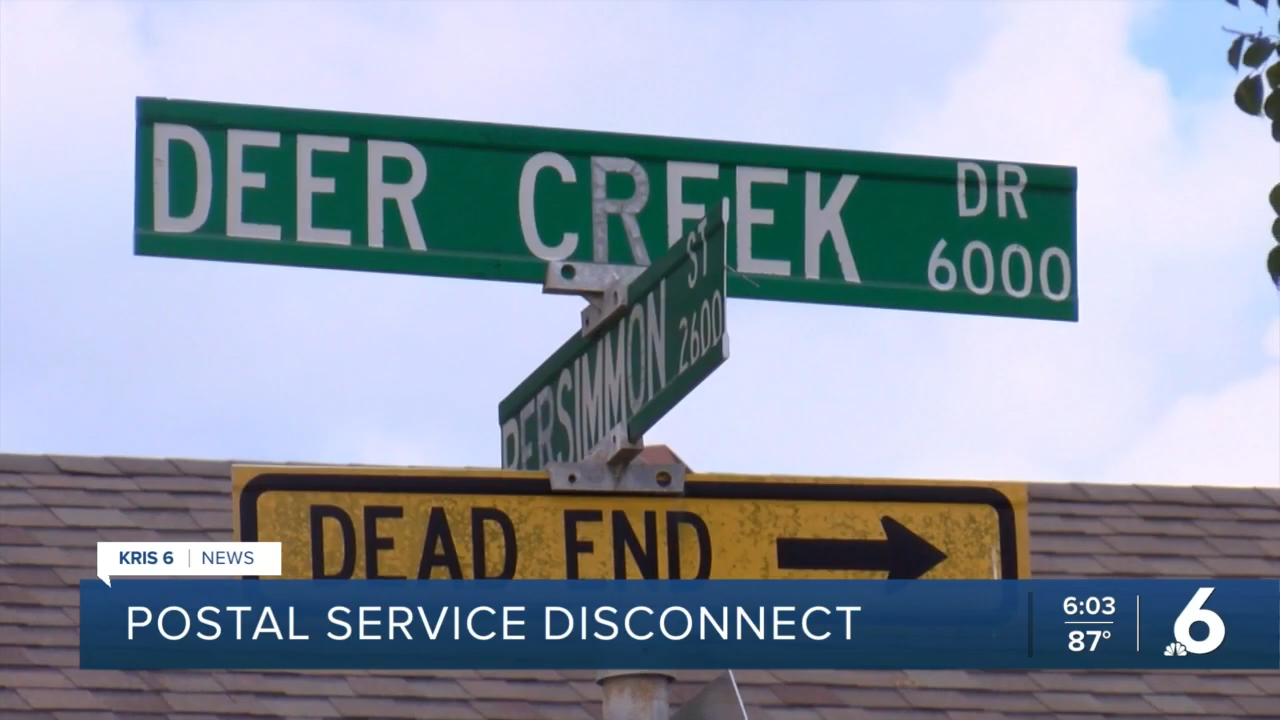 DEER CREEK DR
6000
PERSIMMON ST
2600
DEAD END
KRIS 6 | NEWS
POSTAL SERVICE DISCONNECT
6:03
87°
6